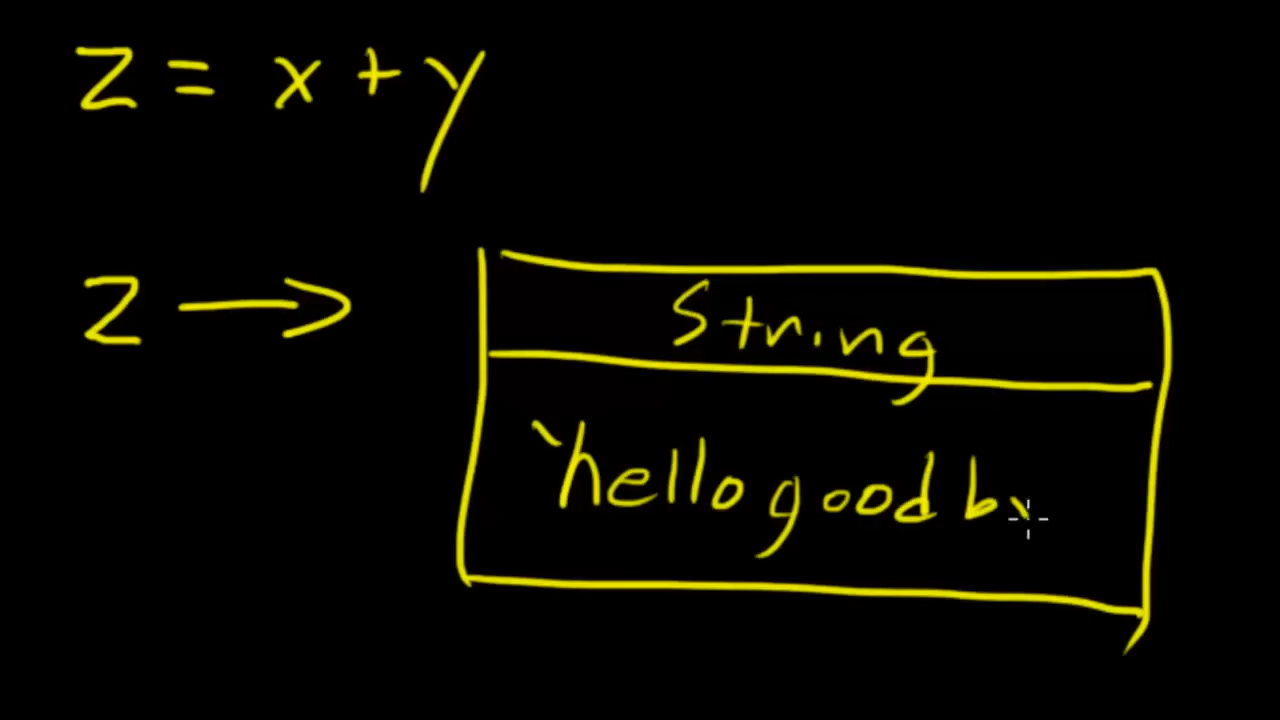 z = x + y
z →
String
'hello good b